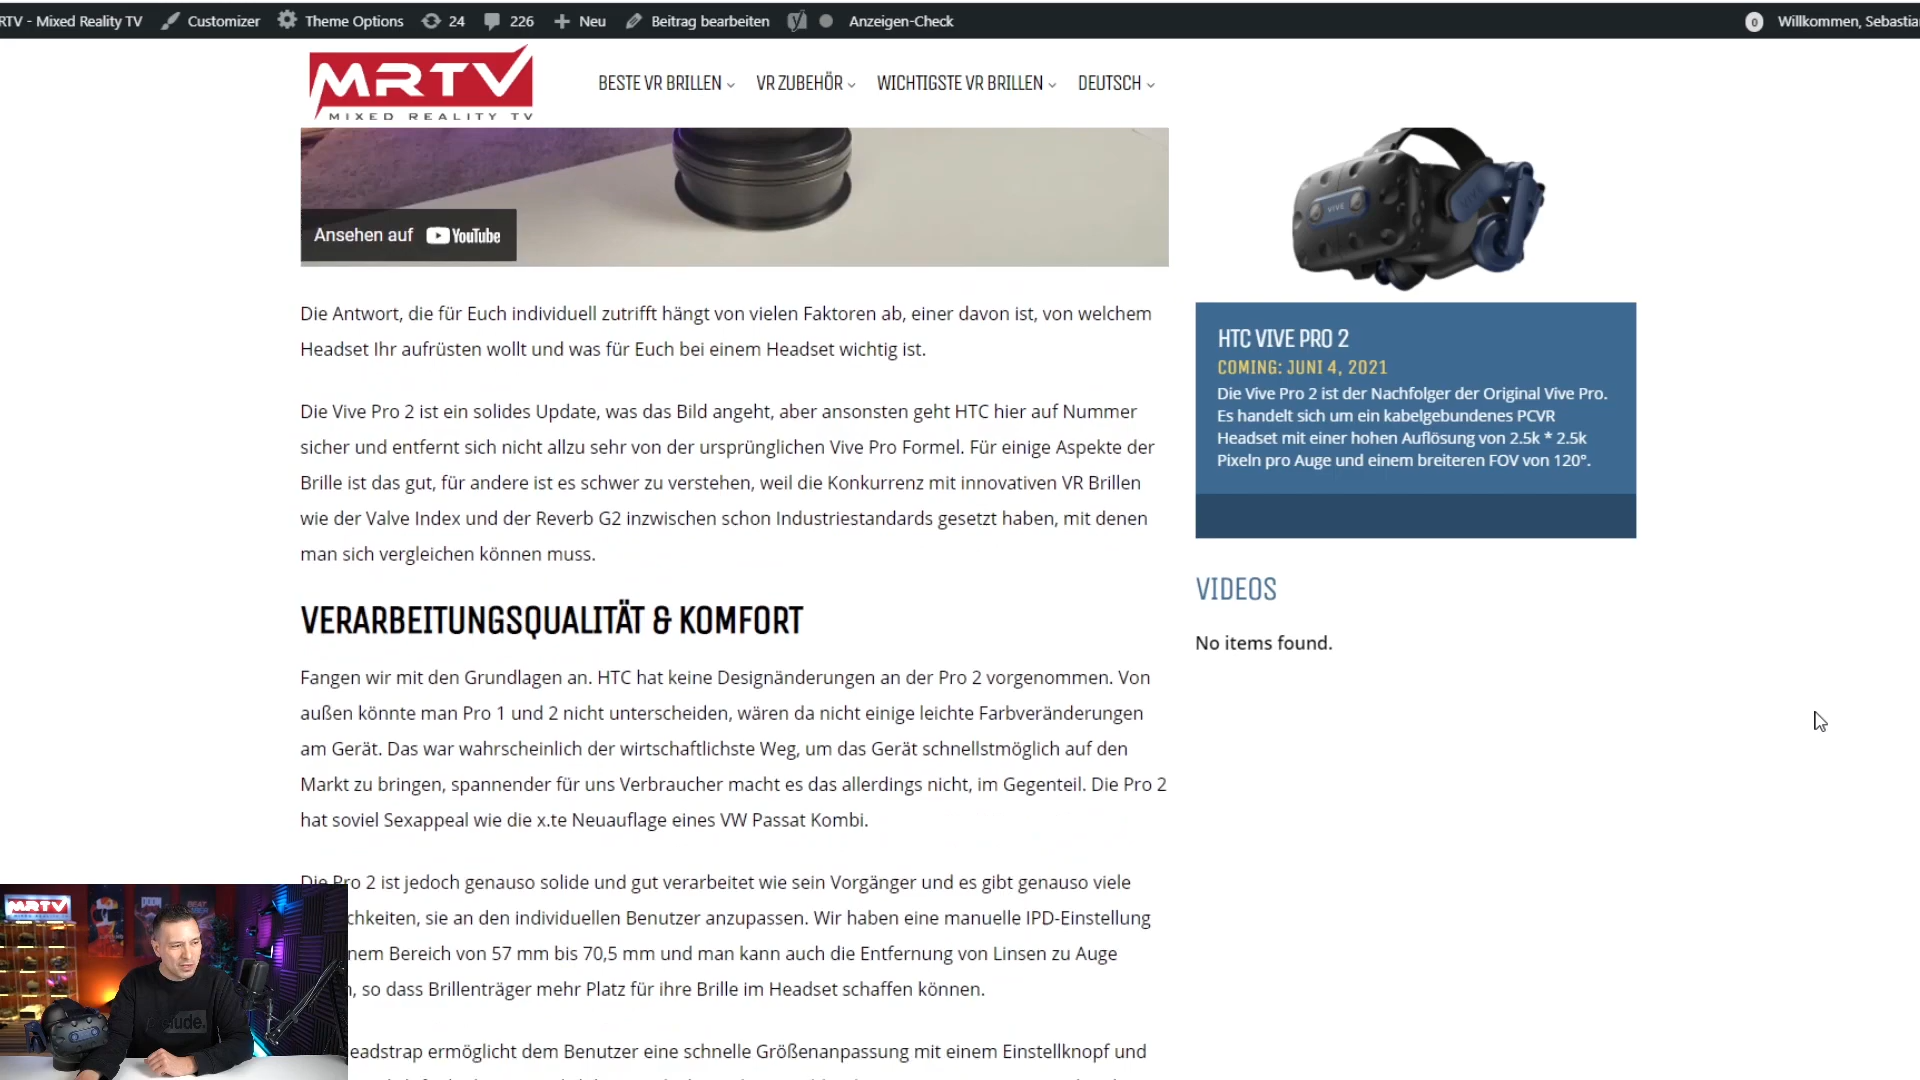 RTV - Mixed Reality TV Customizer Theme Options 24 226 Neu Beitrag bearbeiten Anzeigen-Check 0 Willkommen, Sebastia
MRTV
MIXED REALITY TV
BESTE VR BRILLEN VR ZUBEHÖR WICHTIGSTE VR BRILLEN DEUTSCH
Ansehen auf YouTube
Die Antwort, die für Euch individuell zutrifft hängt von vielen Faktoren ab, einer davon ist, von welchem
Headset Ihr aufrüsten wollt und was für Euch bei einem Headset wichtig ist.
Die Vive Pro 2 ist ein solides Update, was das Bild angeht, aber ansonsten geht HTC hier auf Nummer
sicher und entfernt sich nicht allzu sehr von der ursprünglichen Vive Pro Formel. Für einige Aspekte der
Brille ist das gut, für andere ist es schwer zu verstehen, weil die Konkurrenz mit innovativen VR Brillen
wie der Valve Index und der Reverb G2 inzwischen schon Industriestandards gesetzt haben, mit denen
man sich vergleichen können muss.
VERARBEITUNGSQUALITÄT & KOMFORT
Fangen wir mit den Grundlagen an. HTC hat keine Designänderungen an der Pro 2 vorgenommen. Von
außen könnte man Pro 1 und 2 nicht unterscheiden, wären da nicht einige leichte Farbveränderungen
am Gerät. Das war wahrscheinlich der wirtschaftlichste Weg, um das Gerät schnellstmöglich auf den
Markt zu bringen, spannender für uns Verbraucher macht es das allerdings nicht, im Gegenteil. Die Pro 2
hat soviel Sexappeal wie die x.te Neuauflage eines VW Passat Kombi.
Die Pro 2 ist jedoch genauso solide und gut verarbeitet wie sein Vorgänger und es gibt genauso viele
chkeiten, sie an den individuellen Benutzer anzupassen. Wir haben eine manuelle IPD-Einstellung
nem Bereich von 57 mm bis 70,5 mm und man kann auch die Entfernung von Linsen zu Auge
n, so dass Brillenträger mehr Platz für ihre Brille im Headset schaffen können.
eadstrap ermöglicht dem Benutzer eine schnelle Größenanpassung mit einem Einstellknopf und
VIVE
HTC VIVE PRO 2
COMING: JUNI 4, 2021
Die Vive Pro 2 ist der Nachfolger der Original Vive Pro.
Es handelt sich um ein kabelgebundenes PCVR
Headset mit einer hohen Auflösung von 2.5k * 2.5k
Pixeln pro Auge und einem breiteren FOV von 120°.
VIDEOS
No items found.
MRTV
DOOM